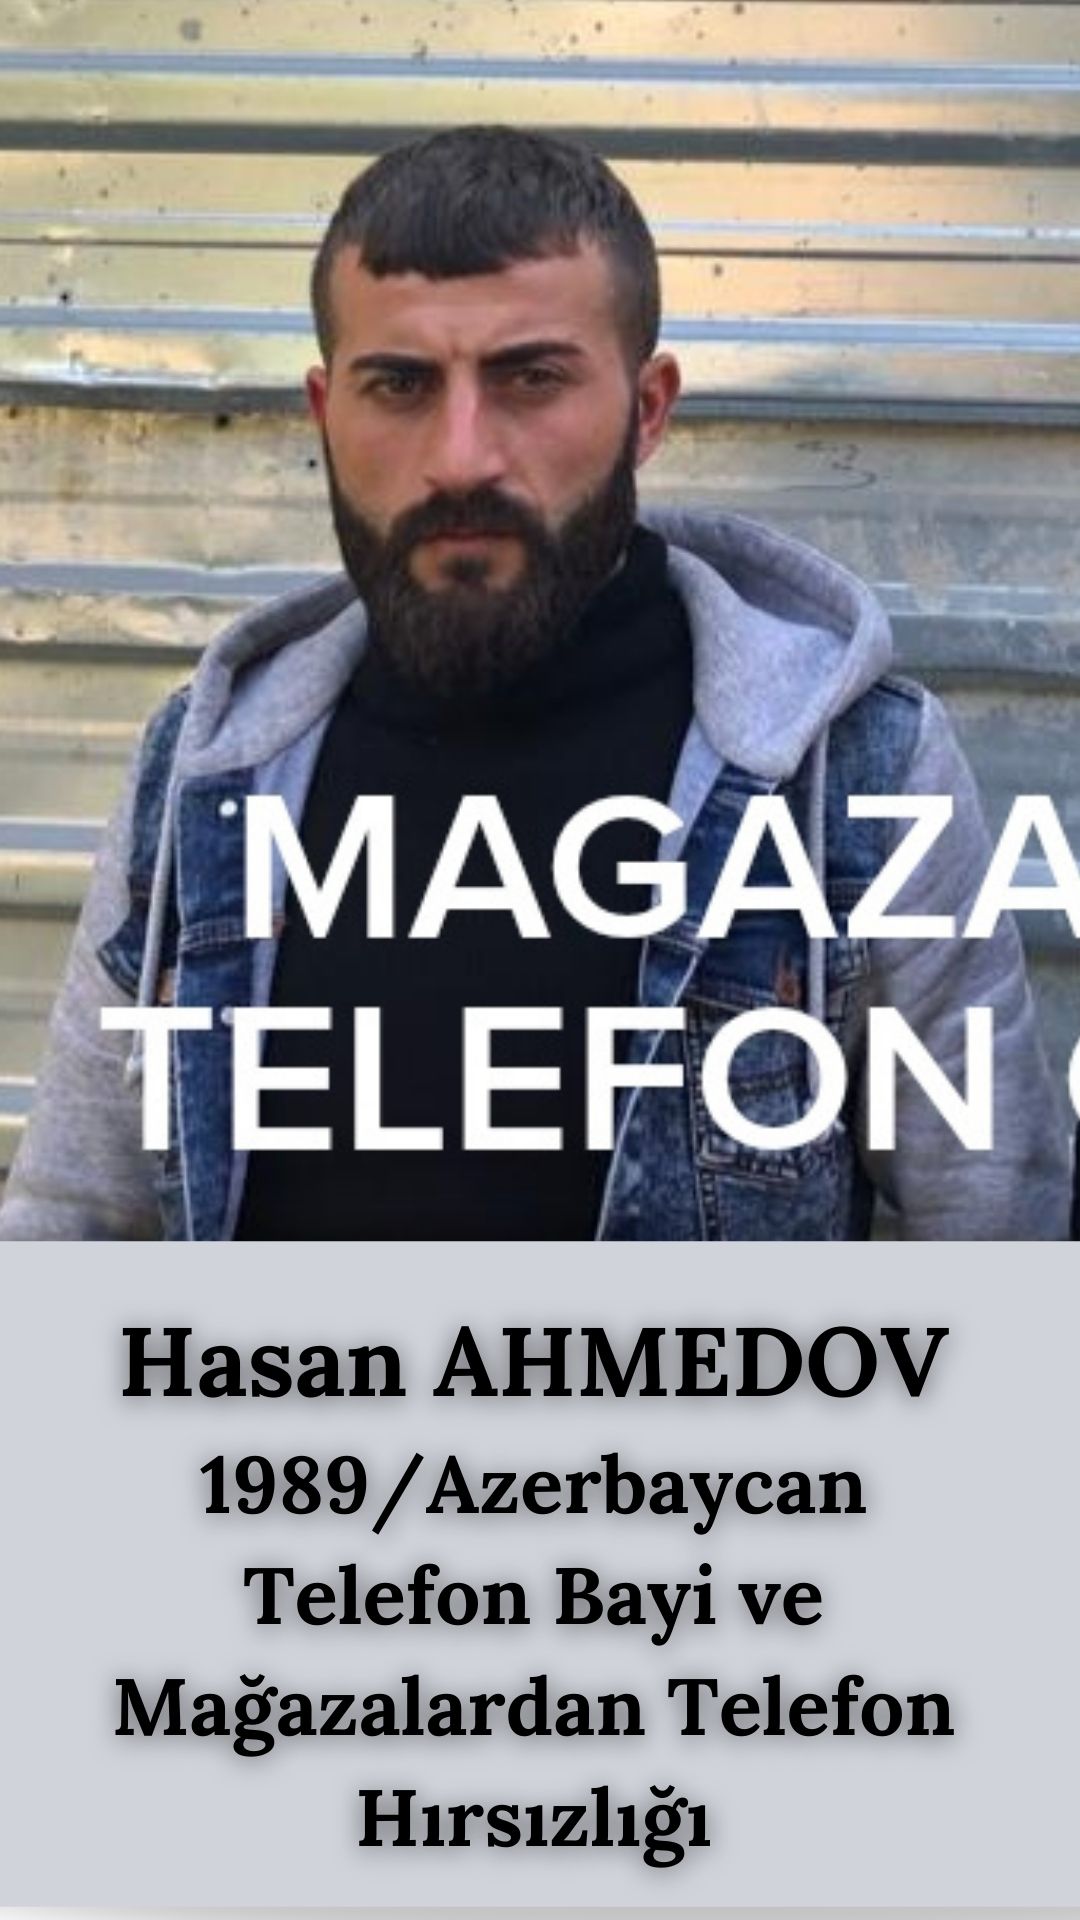 MAGAZA
TELEFON
Hasan AHMEDOV
1989/Azerbaycan
Telefon Bayi ve
Mağazalardan Telefon
Hırsızlığı